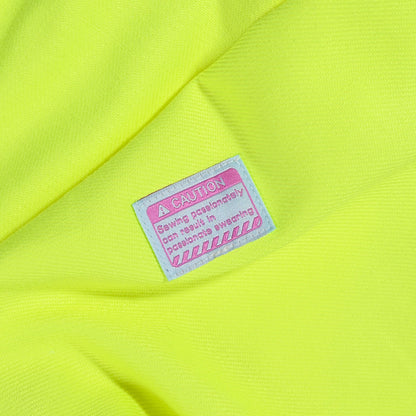 CAUTION
Sewing passionately
can result in
passionate swearing